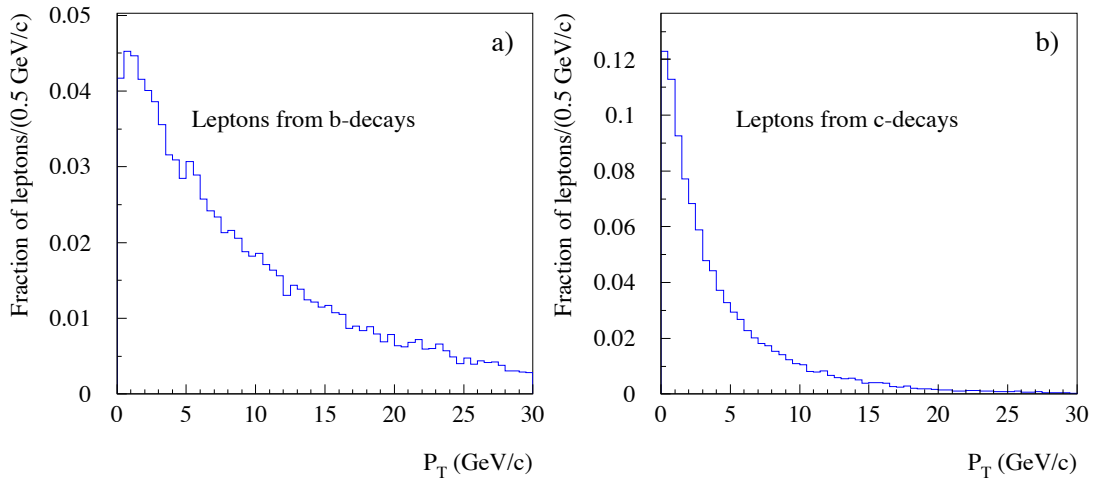 Fraction of leptons/(0.5 GeV/c)
0.05
0.04
0.03
0.02
0.01
0
a)
Leptons from b-decays
0 5 10 15 20 25 30
P_T (GeV/c)
Fraction of leptons/(0.5 GeV/c)
0.12
0.1
0.08
0.06
0.04
0.02
0
b)
Leptons from c-decays
0 5 10 15 20 25 30
P_T (GeV/c)